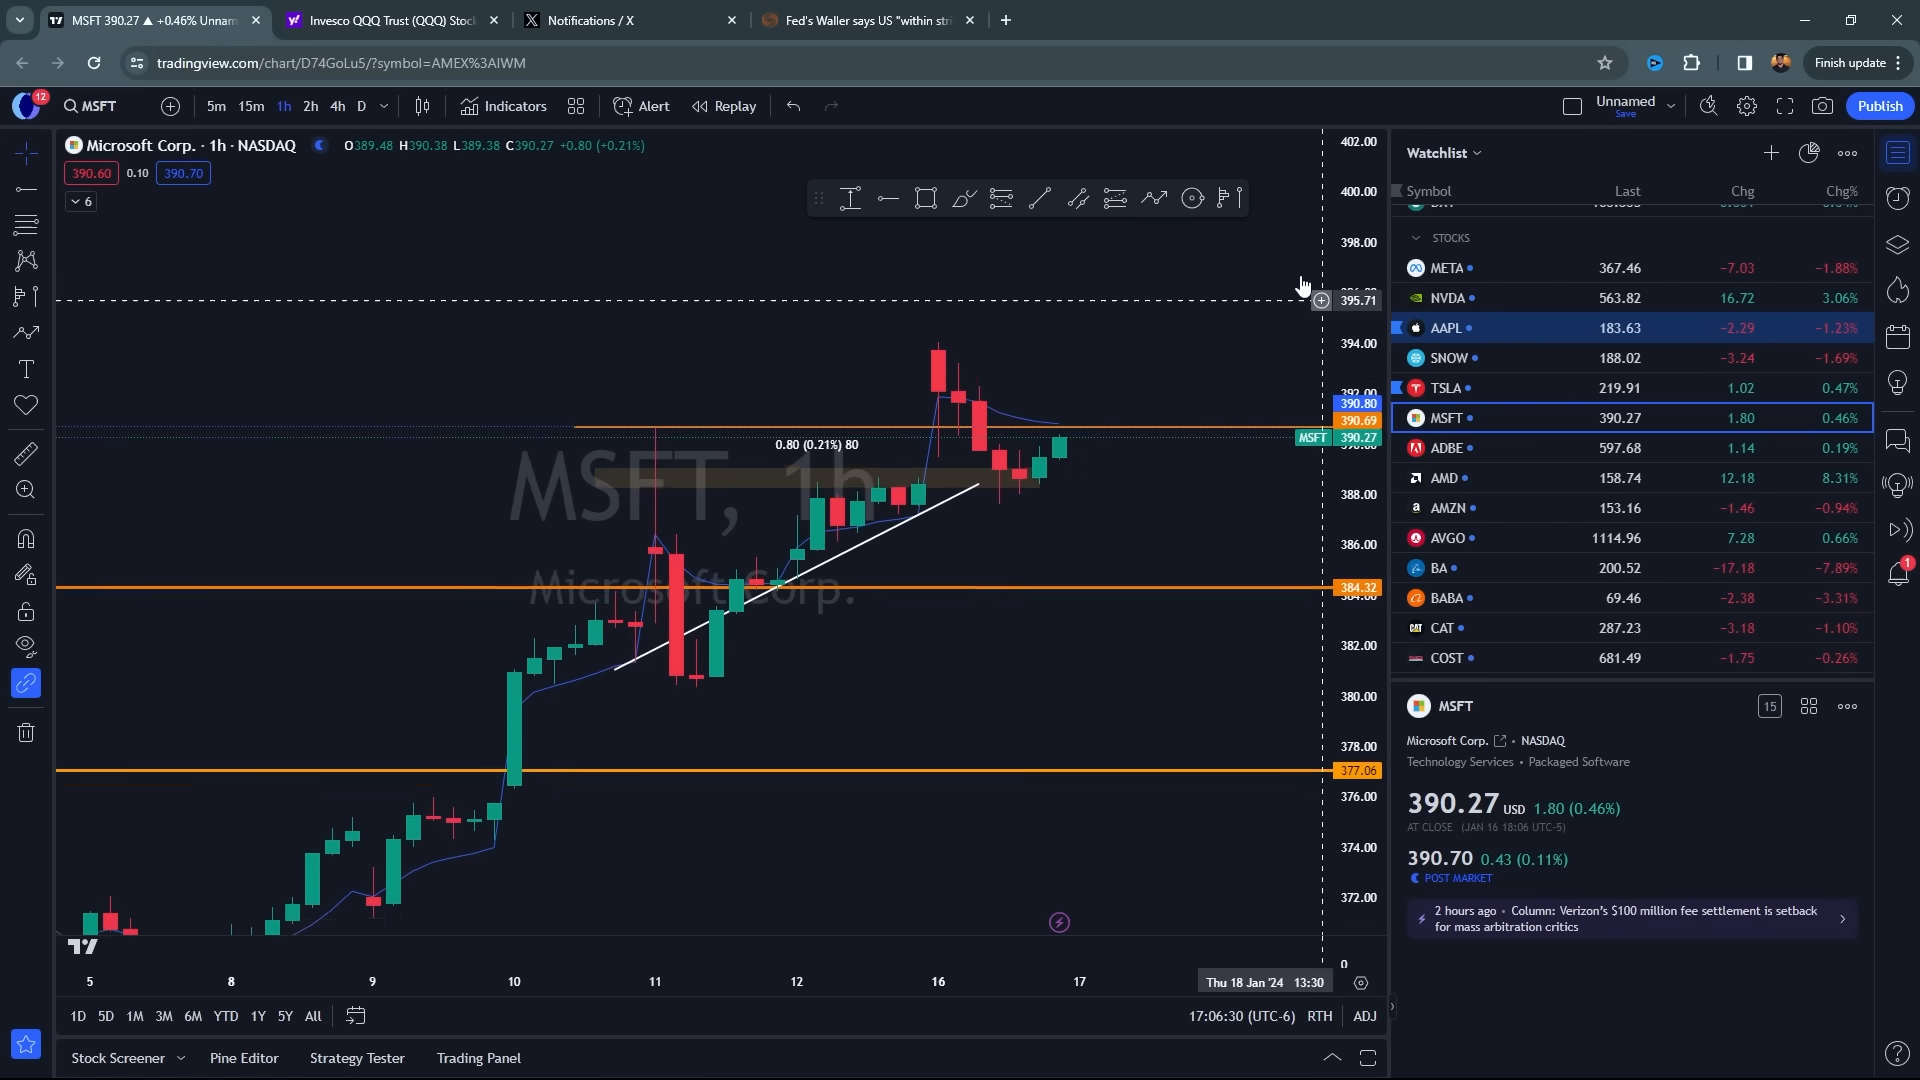 MSFT 390.27 ▲ +0.46% Unnam
Invesco QQQ Trust (QQQ) Stoc
Notifications / X
Fed's Waller says US "within stri
tradingview.com/chart/D74GoLu5/?symbol=AMEX%3AIWM
Finish update
12
MSFT
5m 15m 1h 2h 4h D
Indicators
Alert
Replay
Unnamed
Save
Publish
Microsoft Corp. · 1h · NASDAQ
O389.48 H390.38 L389.38 C390.27 +0.80 (+0.21%)
390.60 0.10 390.70
6
0.80 (0.21%) 80
MSFT, 1h
Microsoft Corp.
402.00
400.00
398.00
395.71
394.00
392.00
390.80
390.69
MSFT 390.27
388.00
386.00
384.32
384.00
382.00
380.00
378.00
377.06
376.00
374.00
372.00
0
5 8 9 10 11 12 16 17
Thu 18 Jan '24 13:30
1D 5D 1M 3M 6M YTD 1Y 5Y All
17:06:30 (UTC-6) RTH ADJ
Stock Screener
Pine Editor
Strategy Tester
Trading Panel
Watchlist
Symbol Last Chg Chg%
STOCKS
META 367.46 −7.03 −1.88%
NVDA 563.82 16.72 3.06%
AAPL 183.63 −2.29 −1.23%
SNOW 188.02 −3.24 −1.69%
TSLA 219.91 1.02 0.47%
MSFT 390.27 1.80 0.46%
ADBE 597.68 1.14 0.19%
AMD 158.74 12.18 8.31%
AMZN 153.16 −1.46 −0.94%
AVGO 1114.96 7.28 0.66%
BA 200.52 −17.18 −7.89%
BABA 69.46 −2.38 −3.31%
CAT 287.23 −3.18 −1.10%
COST 681.49 −1.75 −0.26%
MSFT
15
Microsoft Corp. • NASDAQ
Technology Services • Packaged Software
390.27 USD 1.80 (0.46%)
AT CLOSE (JAN 16 18:06 UTC-5)
390.70 0.43 (0.11%)
POST MARKET
2 hours ago • Column: Verizon's $100 million fee settlement is setback
for mass arbitration critics
1